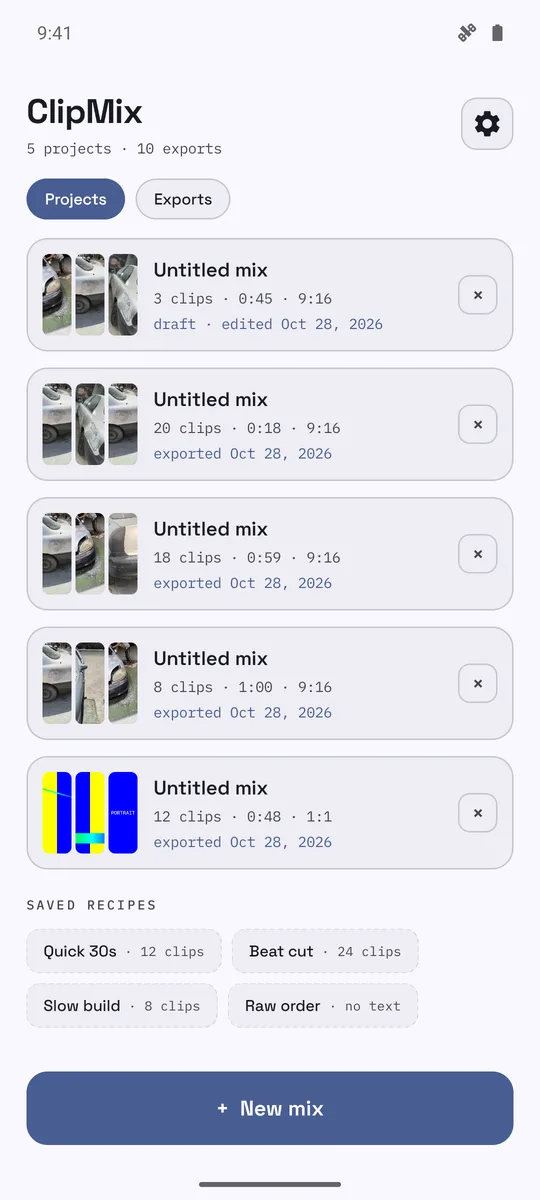 9:41
ClipMix
5 projects · 10 exports
Projects
Exports
Untitled mix
3 clips · 0:45 · 9:16
draft · edited Oct 28, 2026
×
Untitled mix
20 clips · 0:18 · 9:16
exported Oct 28, 2026
×
Untitled mix
18 clips · 0:59 · 9:16
exported Oct 28, 2026
×
Untitled mix
8 clips · 1:00 · 9:16
exported Oct 28, 2026
×
PORTRAIT
Untitled mix
12 clips · 0:48 · 1:1
exported Oct 28, 2026
×
SAVED RECIPES
Quick 30s · 12 clips
Beat cut · 24 clips
Slow build · 8 clips
Raw order · no text
+ New mix